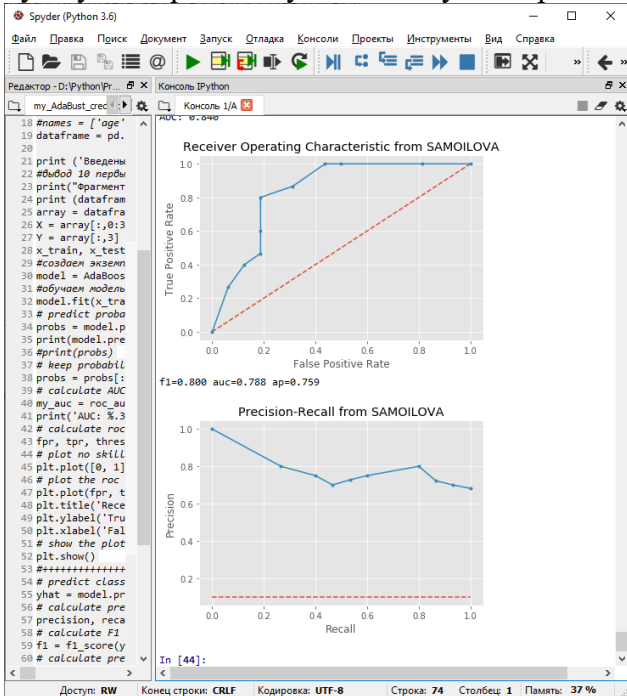 Spyder (Python 3.6)
Файл Правка Поиск Документ Запуск Отладка Консоли Проекты Инструменты Вид Справка
Редактор - D:\Python\Pr...
Консоль IPython
my_AdaBust_cred
Консоль 1/A
18 #names = ['age'
19 dataframe = pd.
20
21 print ('Введены
22 #вывод 10 первы
23 print("Фрагмент
24 print (datafram
25 array = datafra
26 X = array[:,0:3
27 Y = array[:,3]
28 x_train, x_test
29 #создаем экземп
30 model = AdaBoos
31 #обучаем модель
32 model.fit(x_tra
33 # predict proba
34 probs = model.p
35 print(model.pre
36 #print(probs)
37 # keep probabil
38 probs = probs[:
39 # calculate AUC
40 my_auc = roc_au
41 print('AUC: %.3
42 # calculate roc
43 fpr, tpr, thres
44 # plot no skill
45 plt.plot([0, 1]
46 # plot the roc
47 plt.plot(fpr, t
48 plt.title('Rece
49 plt.ylabel('Tru
50 plt.xlabel('Fal
51 # show the plot
52 plt.show()
53 #+++++++++++++
54 # predict class
55 yhat = model.pr
56 # calculate pre
57 precision, reca
58 # calculate F1
59 f1 = f1_score(y
60 # calculate pre
AUC: 0.840
Receiver Operating Characteristic from SAMOILOVA
True Positive Rate
1.0
0.8
0.6
0.4
0.2
0.0
0.0 0.2 0.4 0.6 0.8 1.0
False Positive Rate
f1=0.800 auc=0.788 ap=0.759
Precision-Recall from SAMOILOVA
Precision
1.0
0.8
0.6
0.4
0.2
0.0 0.2 0.4 0.6 0.8 1.0
Recall
In [44]:
Доступ: RW Конец строки: CRLF Кодировка: UTF-8 Строка: 74 Столбец: 1 Память: 37 %